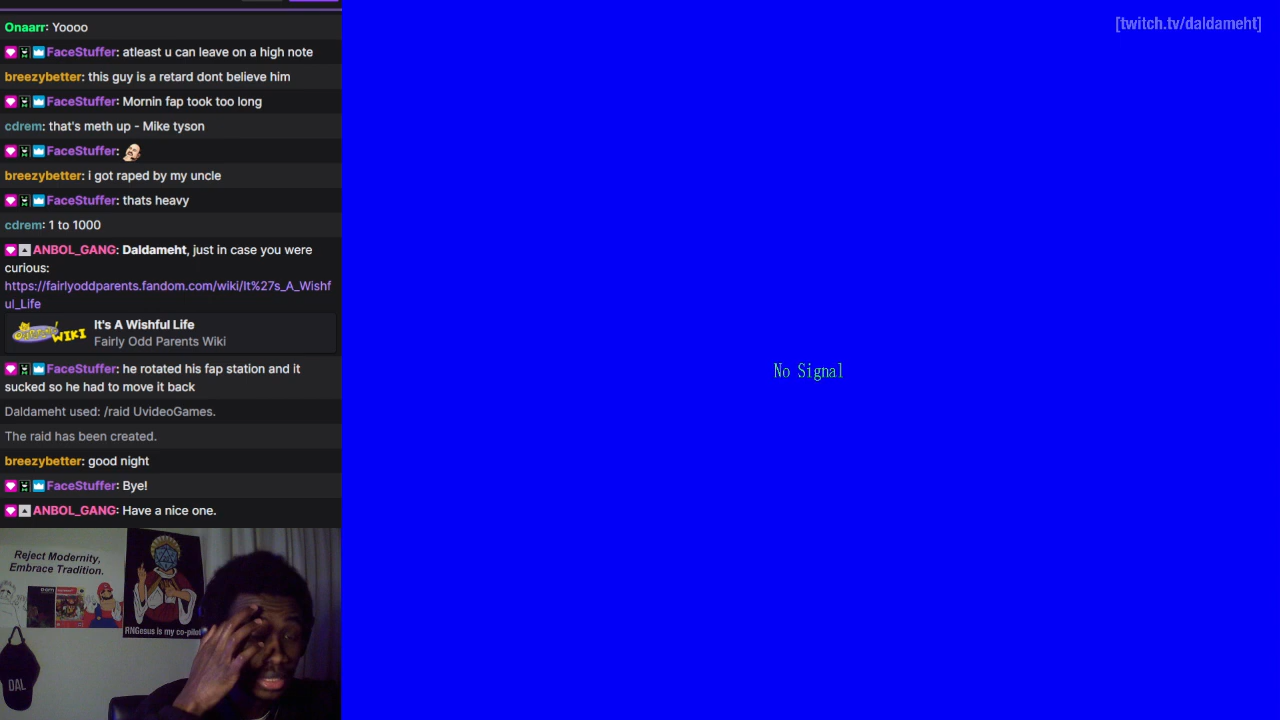 Onaarr: Yoooo
FaceStuffer: atleast u can leave on a high note
breezybetter: this guy is a retard dont believe him
FaceStuffer: Mornin fap took too long
cdrem: that's meth up - Mike tyson
FaceStuffer:
breezybetter: i got raped by my uncle
FaceStuffer: thats heavy
cdrem: 1 to 1000
ANBOL_GANG: Daldameht, just in case you were
curious:
https://fairlyoddparents.fandom.com/wiki/It%27s_A_Wishf
ul_Life
WIKI
It's A Wishful Life
Fairly Odd Parents Wiki
FaceStuffer: he rotated his fap station and it
sucked so he had to move it back
Daldameht used: /raid UvideoGames.
The raid has been created.
breezybetter: good night
FaceStuffer: Bye!
ANBOL_GANG: Have a nice one.
Reject Modernity,
Embrace Tradition.
RNGesus is my co-pilot
DAL
[twitch.tv/daldameht]
No Signal